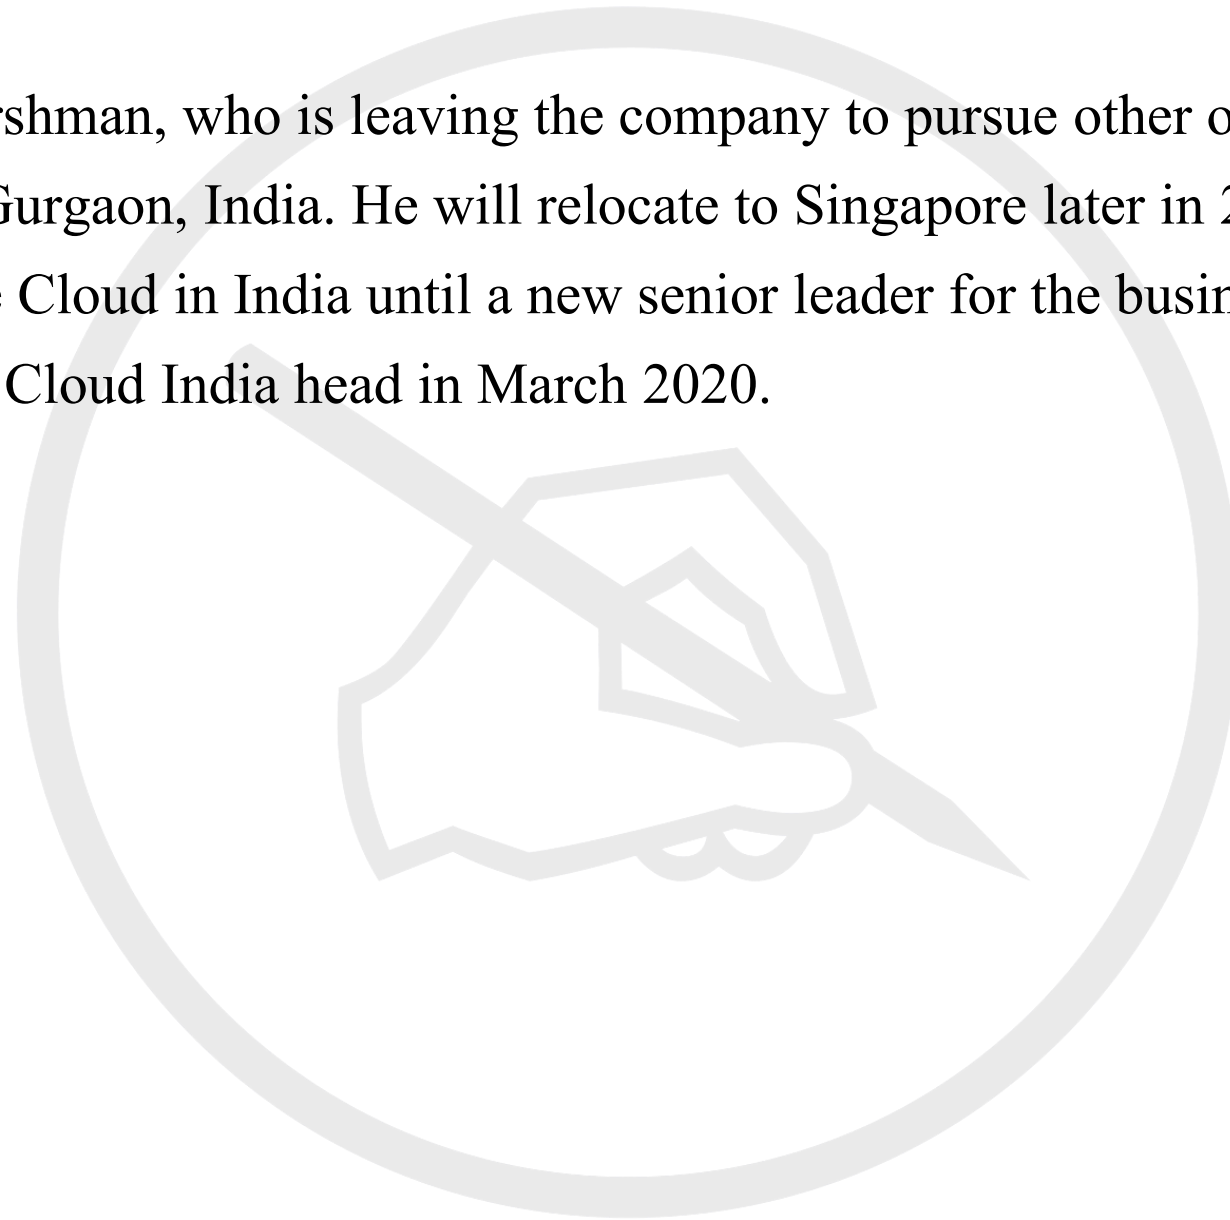 rshman, who is leaving the company to pursue other o
Gurgaon, India. He will relocate to Singapore later in 2
Cloud in India until a new senior leader for the busin
Cloud India head in March 2020.